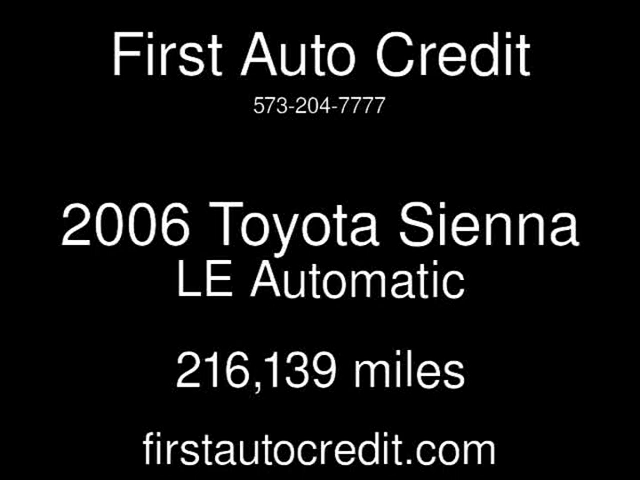 First Auto Credit
573-204-7777
2006 Toyota Sienna
LE Automatic
216,139 miles
firstautocredit.com